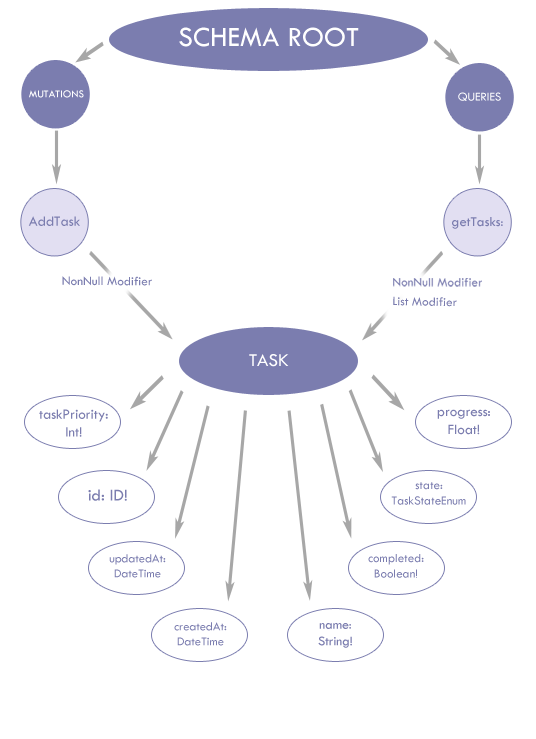 SCHEMA ROOT
MUTATIONS
QUERIES
AddTask
getTasks:
NonNull Modifier
NonNull Modifier
List Modifier
TASK
taskPriority:
Int!
progress:
Float!
id: ID!
state:
TaskStateEnum
updatedAt:
DateTime
completed:
Boolean!
createdAt:
DateTime
name:
String!